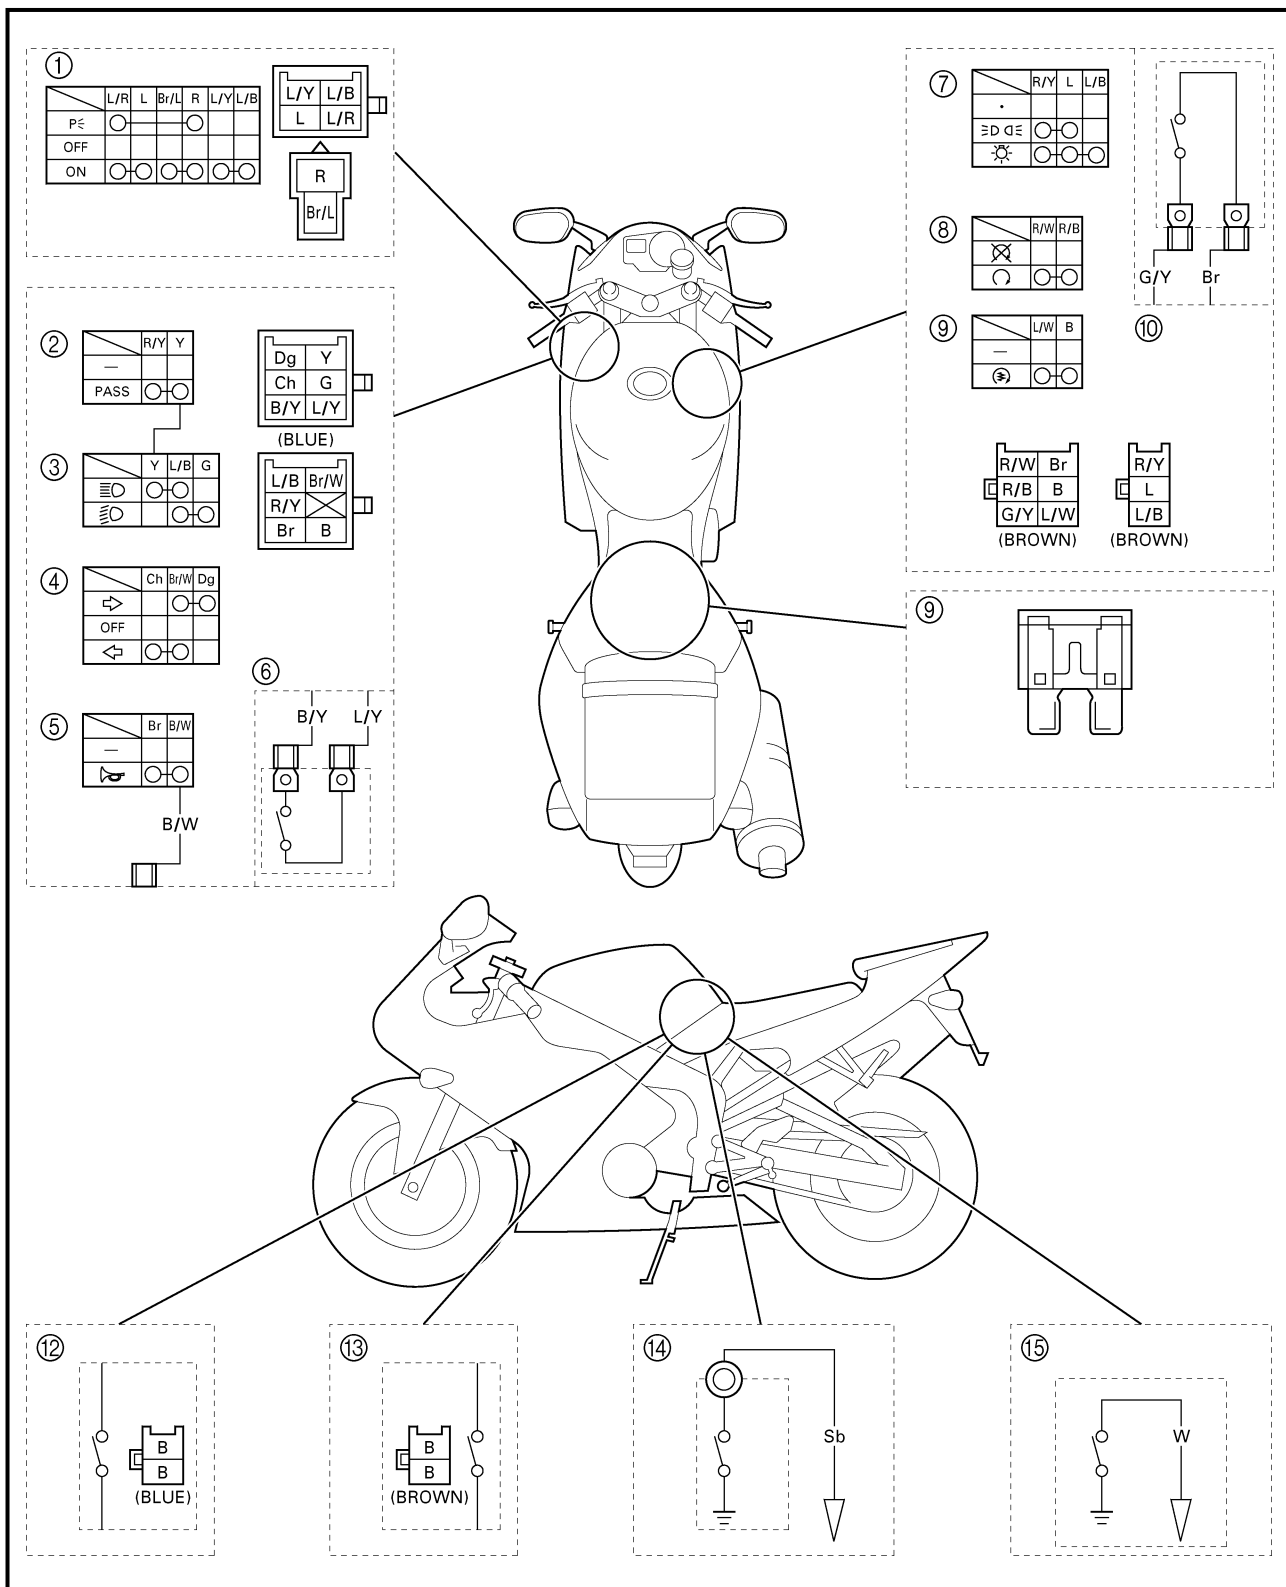 ①
L/R L Br/L R L/Y L/B
P
OFF
ON
L/Y L/B
L L/R
R
Br/L
②
R/Y Y
—
PASS
Dg Y
Ch G
B/Y L/Y
(BLUE)
③
Y L/B G
L/B Br/W
R/Y
Br B
④
Ch Br/W Dg
OFF
⑤
Br B/W
—
B/W
⑥
B/Y L/Y
⑦
R/Y L L/B
•
⑧
R/W R/B
⑨
L/W B
—
G/Y Br
⑩
R/W Br
R/B B
G/Y L/W
(BROWN)
R/Y
L
L/B
(BROWN)
⑨
⑫
B
B
(BLUE)
⑬
B
B
(BROWN)
⑭
Sb
⑮
W